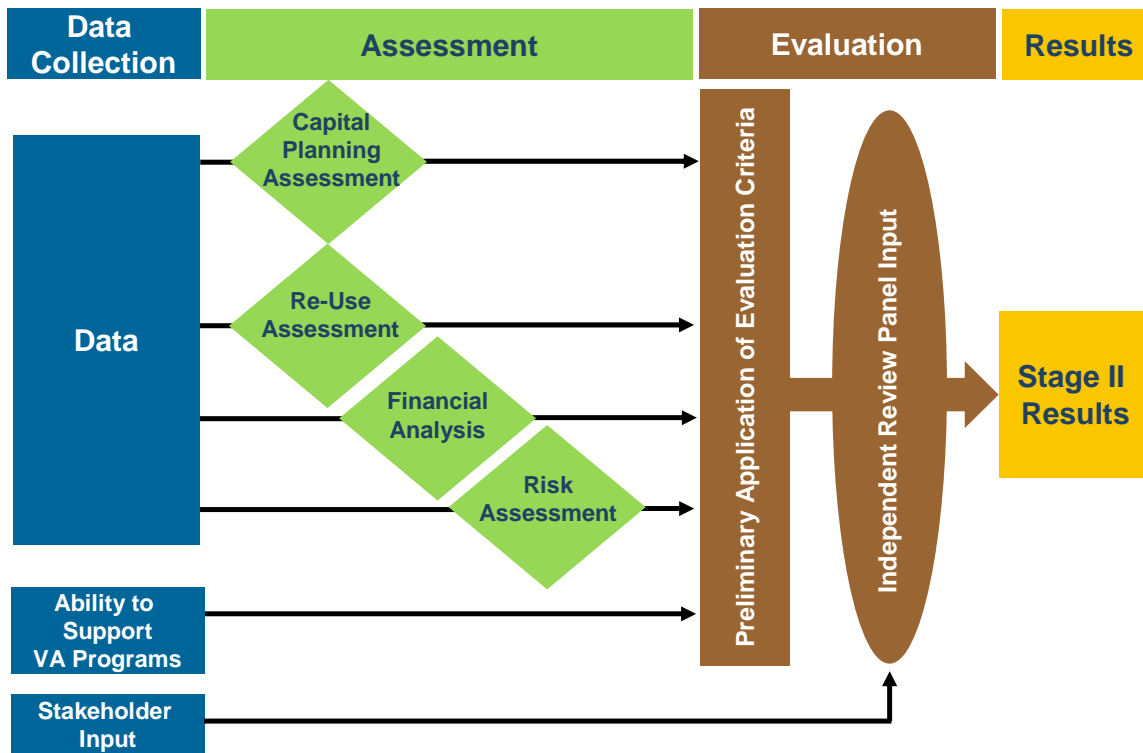 Data
Collection
Assessment
Evaluation
Results
Capital
Planning
Assessment
Re-Use
Assessment
Data
Financial
Analysis
Risk
Assessment
Ability to
Support
VA Programs
Stakeholder
Input
Preliminary Application of Evaluation Criteria
Independent Review Panel Input
Stage II
Results